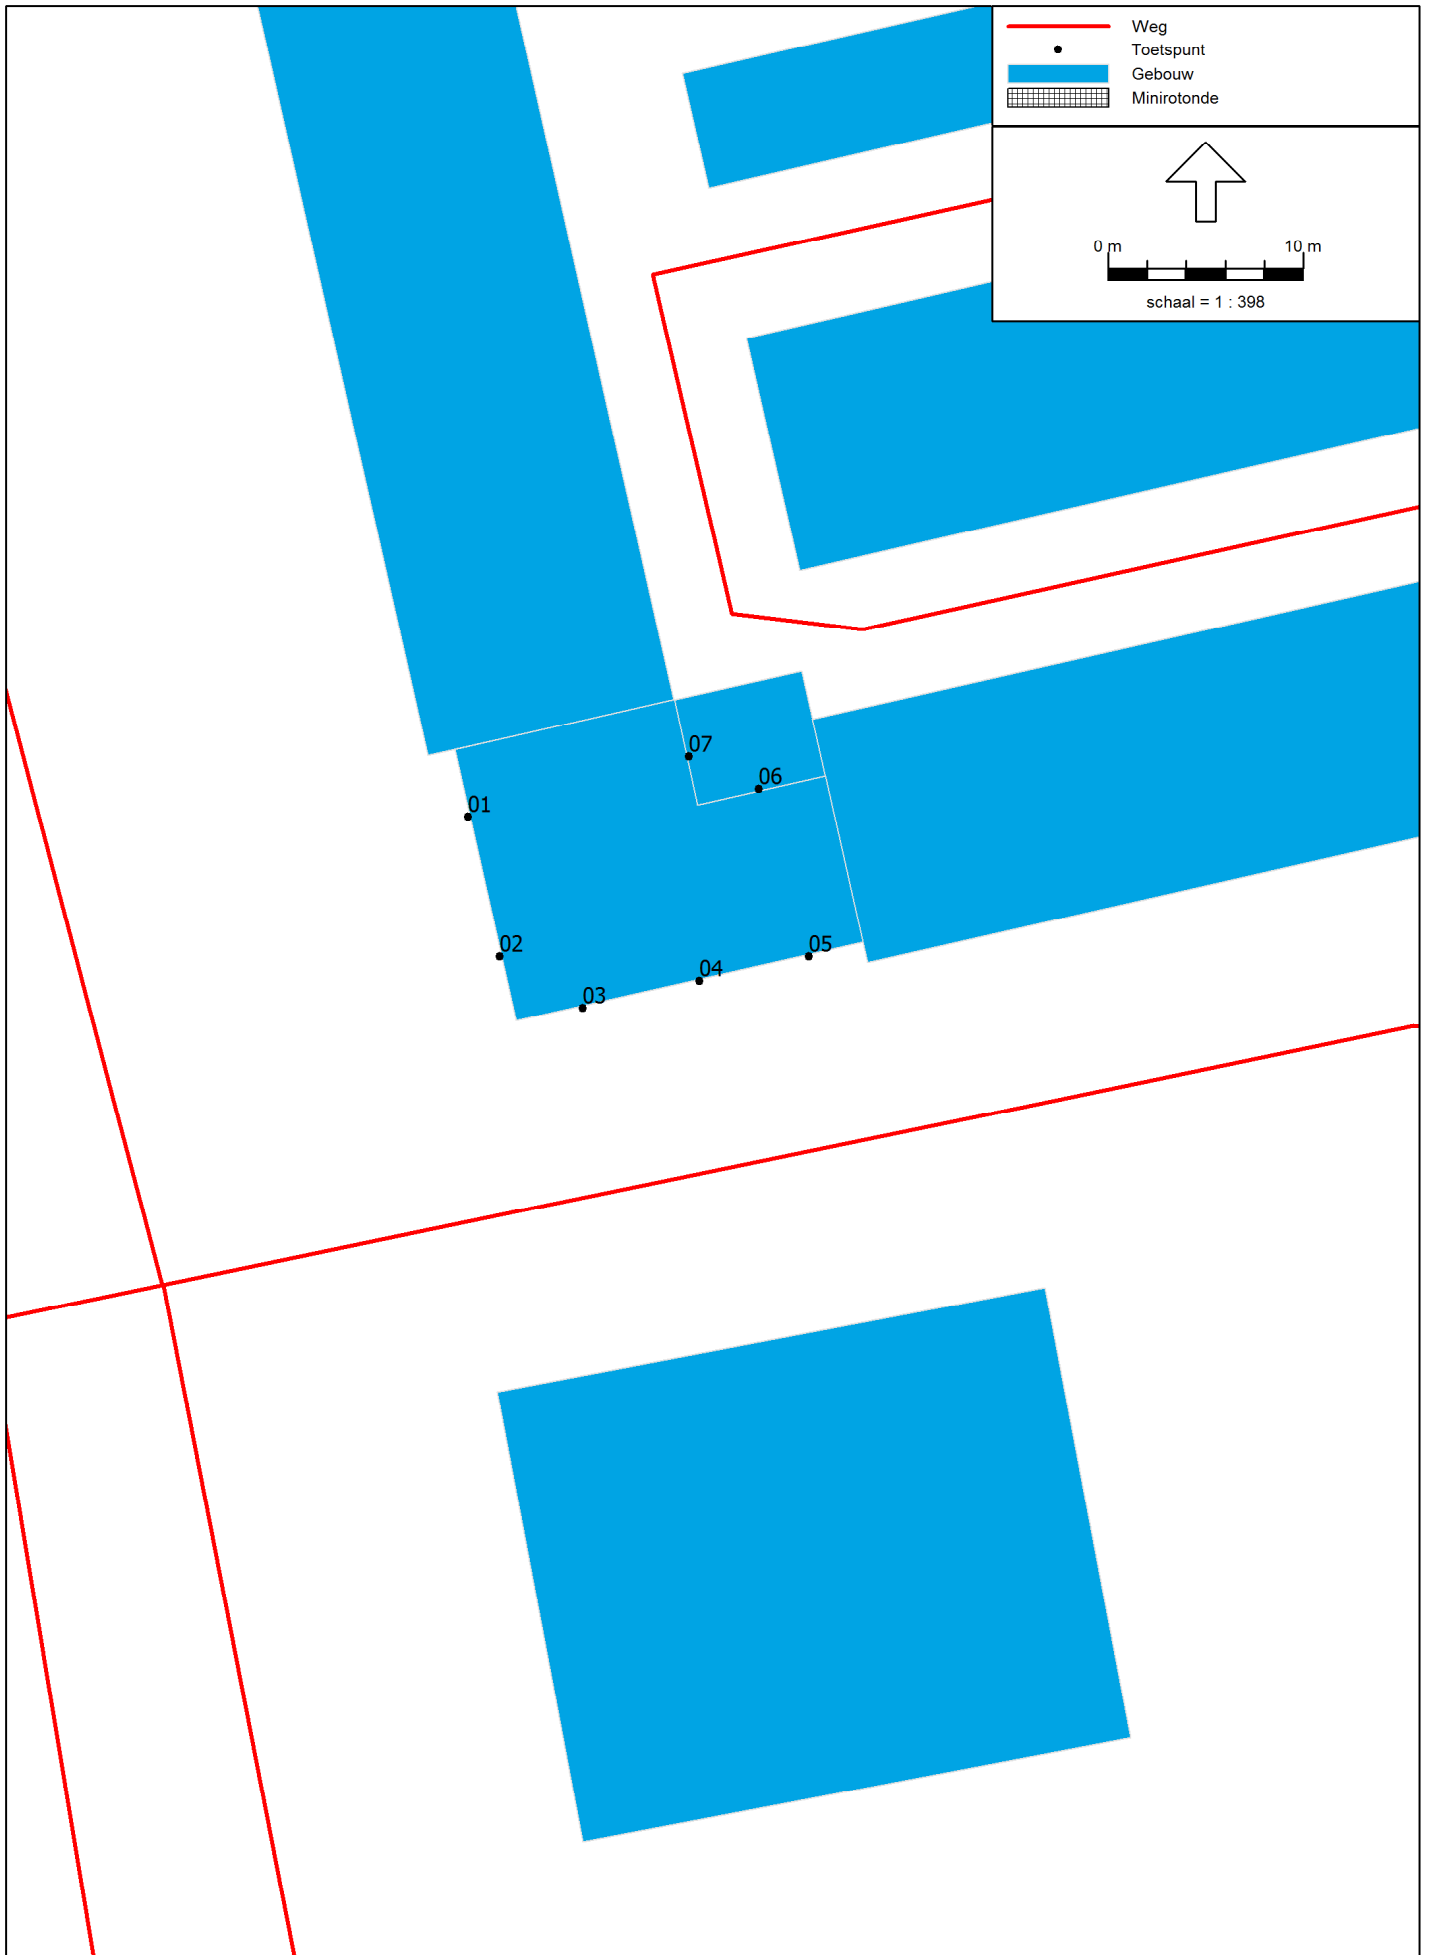 Weg
Toetspunt
Gebouw
Minirotonde
0 m 10 m
schaal = 1 : 398
07
06
01
02
05
04
03